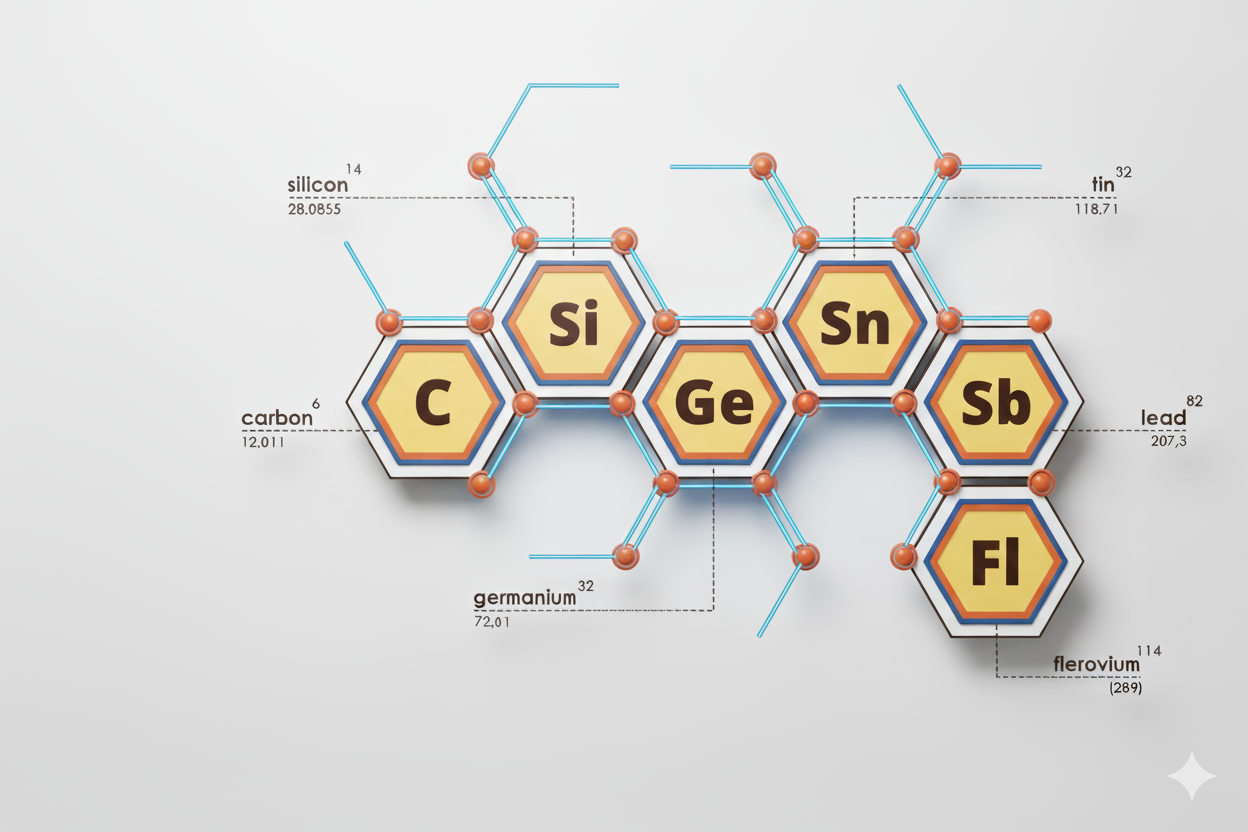 silicon 14
28.0855
tin 32
118.71
Si
Sn
C
Ge
Sb
carbon 6
12,011
lead 82
207,3
Fl
germanium 32
72,01
flerovium 114
(289)